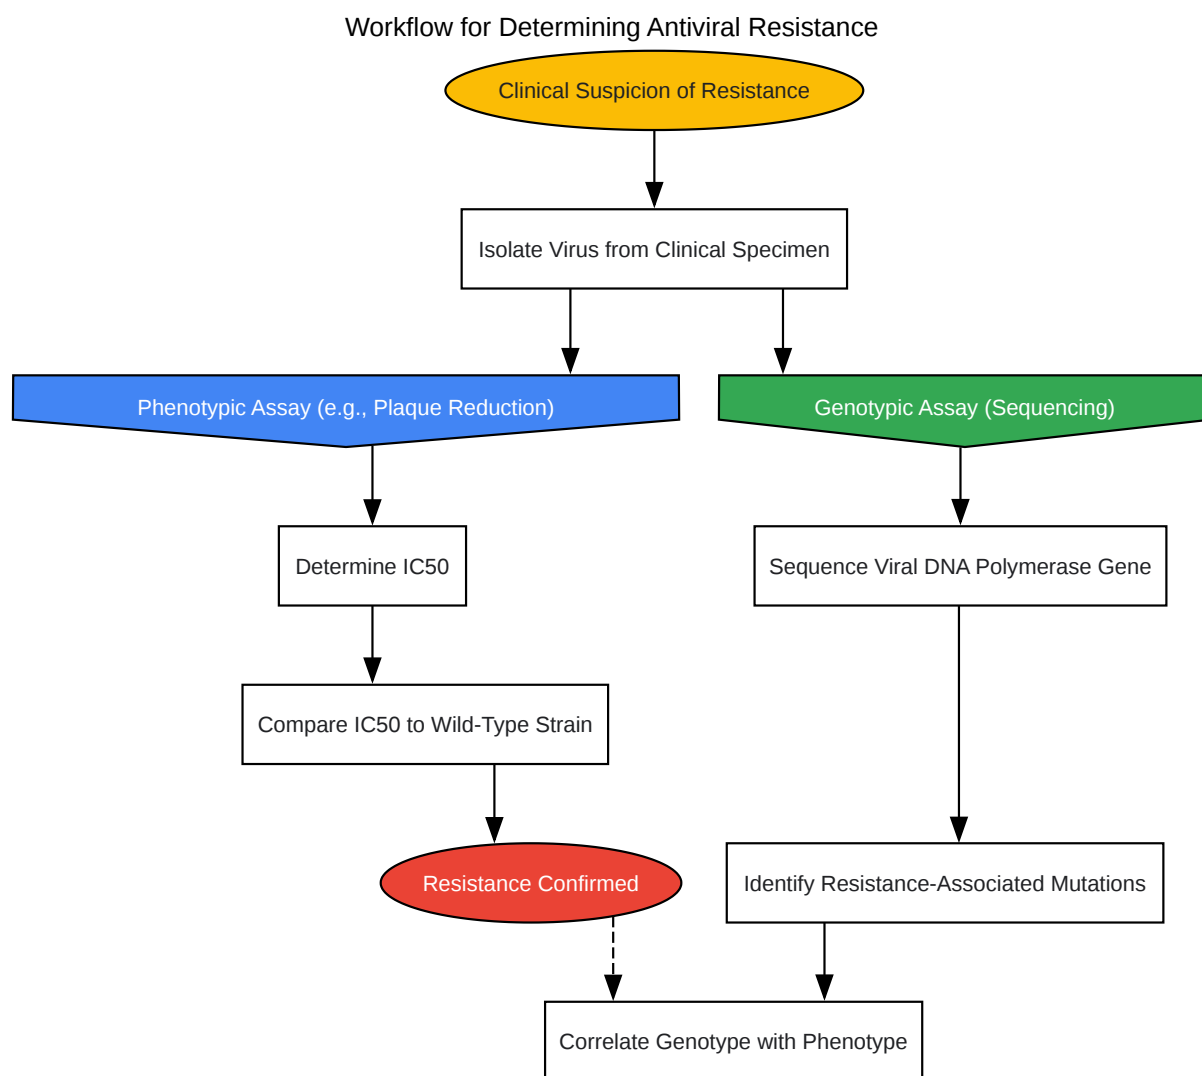 Workflow for Determining Antiviral Resistance
Clinical Suspicion of Resistance
Isolate Virus from Clinical Specimen
Phenotypic Assay (e.g., Plaque Reduction)
Genotypic Assay (Sequencing)
Determine IC50
Sequence Viral DNA Polymerase Gene
Compare IC50 to Wild-Type Strain
Resistance Confirmed
Identify Resistance-Associated Mutations
Correlate Genotype with Phenotype